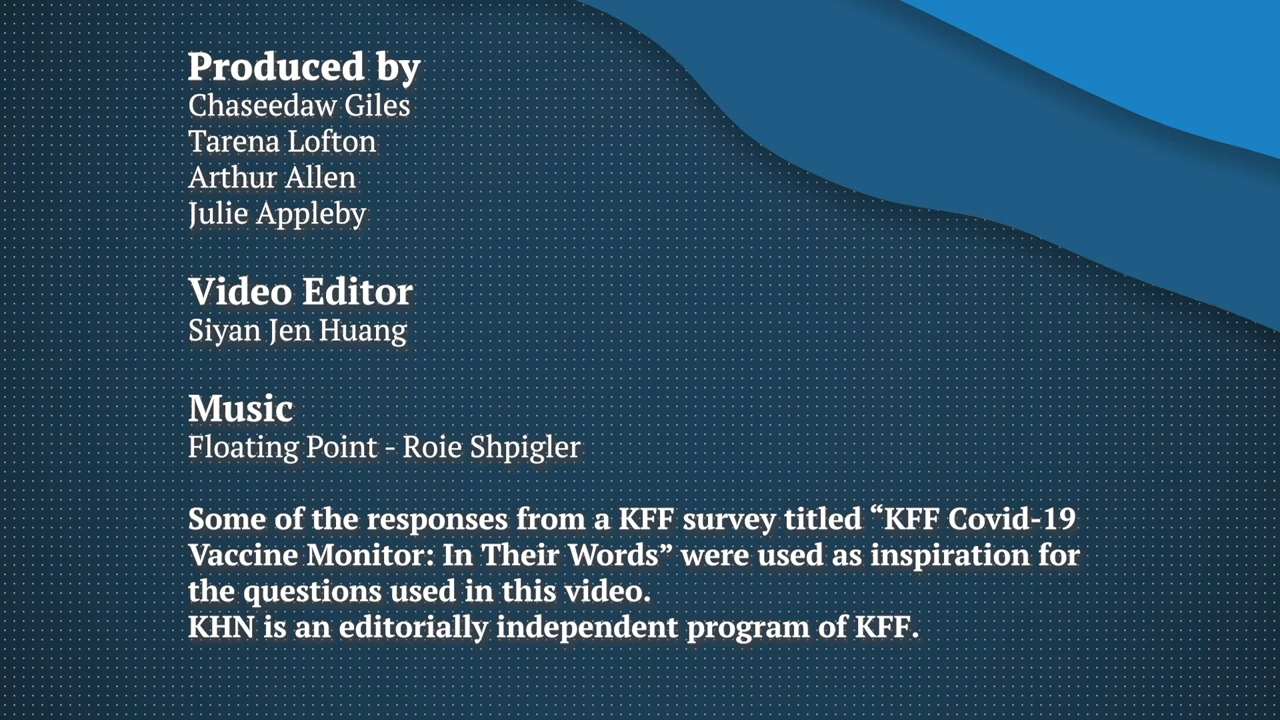 Produced by
Chaseedaw Giles
Tarena Lofton
Arthur Allen
Julie Appleby
Video Editor
Siyan Jen Huang
Music
Floating Point - Roie Shpigler
Some of the responses from a KFF survey titled “KFF Covid-19
Vaccine Monitor: In Their Words” were used as inspiration for
the questions used in this video.
KHN is an editorially independent program of KFF.